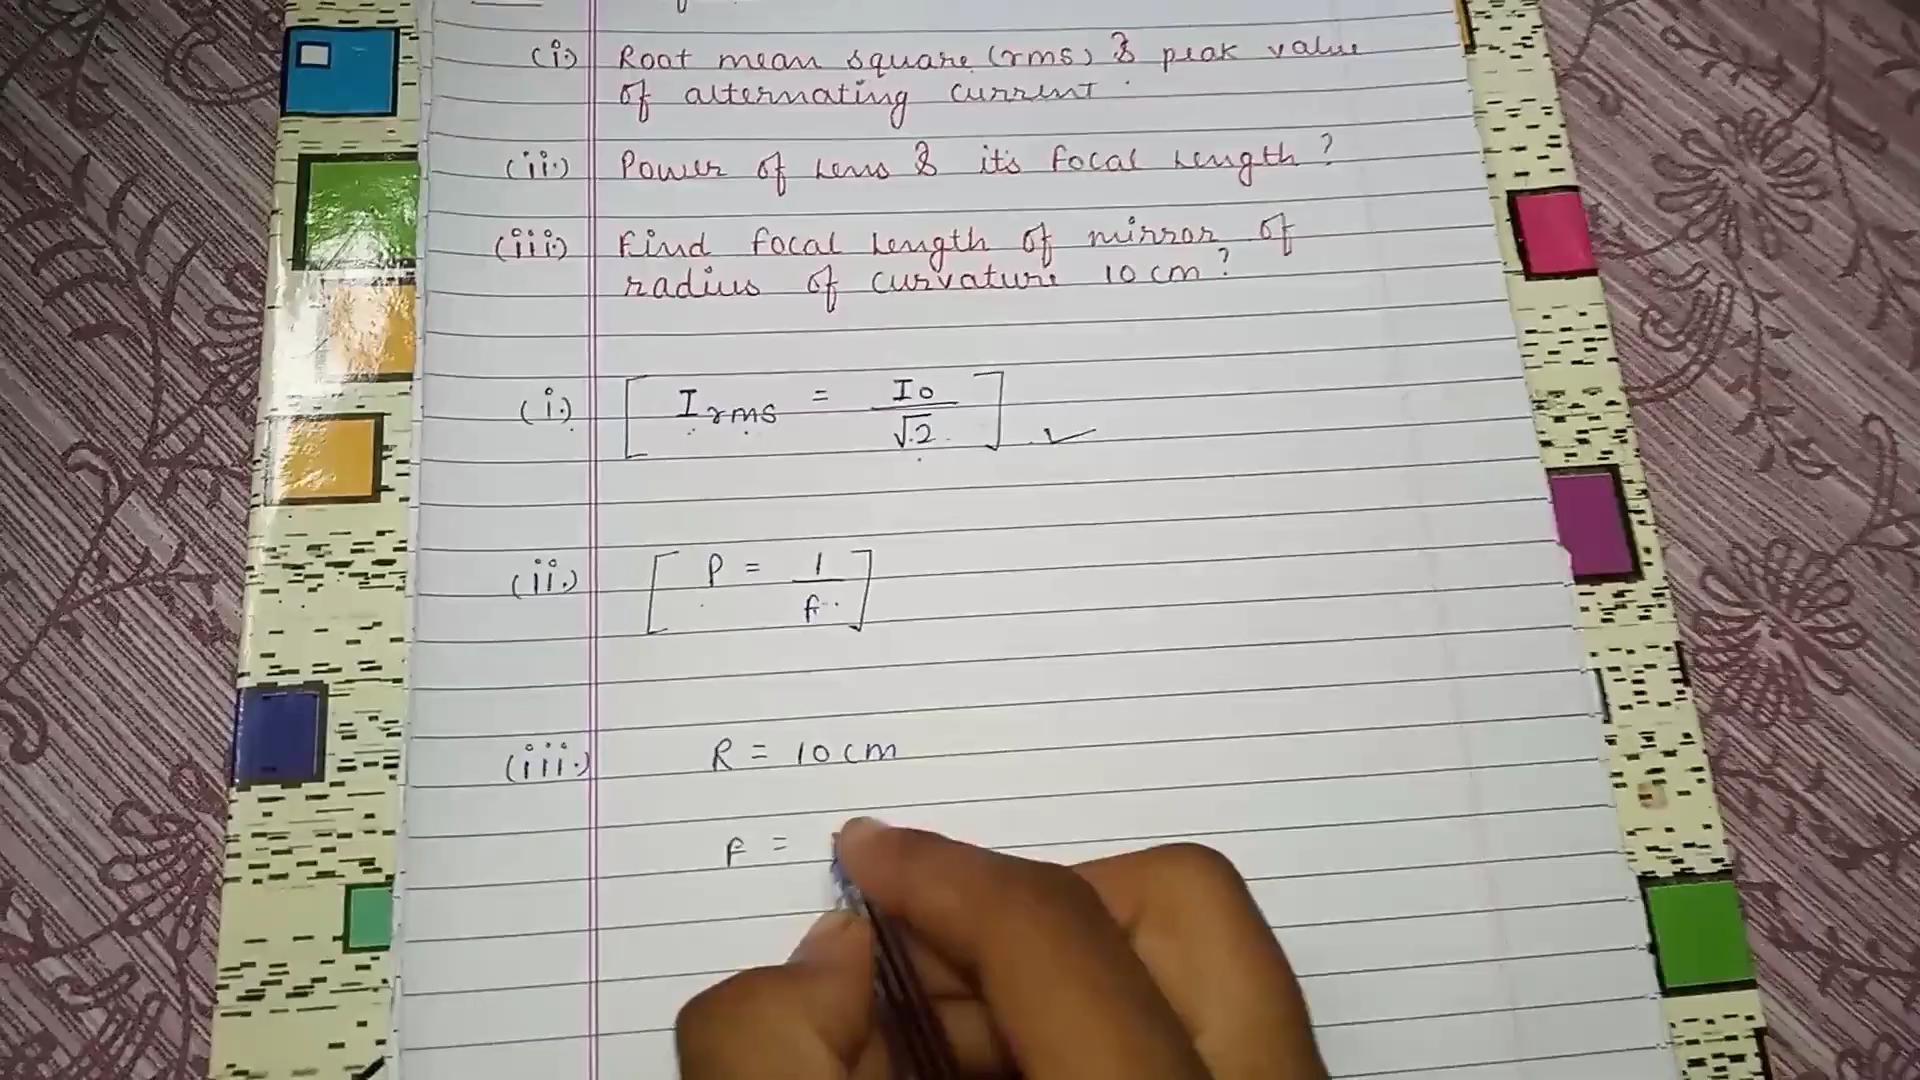 (i) Root mean square (rms) & peak value
of alternating current.
(ii.) Power of lens & its focal length?
(iii.) Find focal length of mirror of
radius of curvature 10 cm?
(i.) [ Irms = I0/√2 ]
(ii.) [ P = 1/f ]
(iii.) R = 10 cm
f =